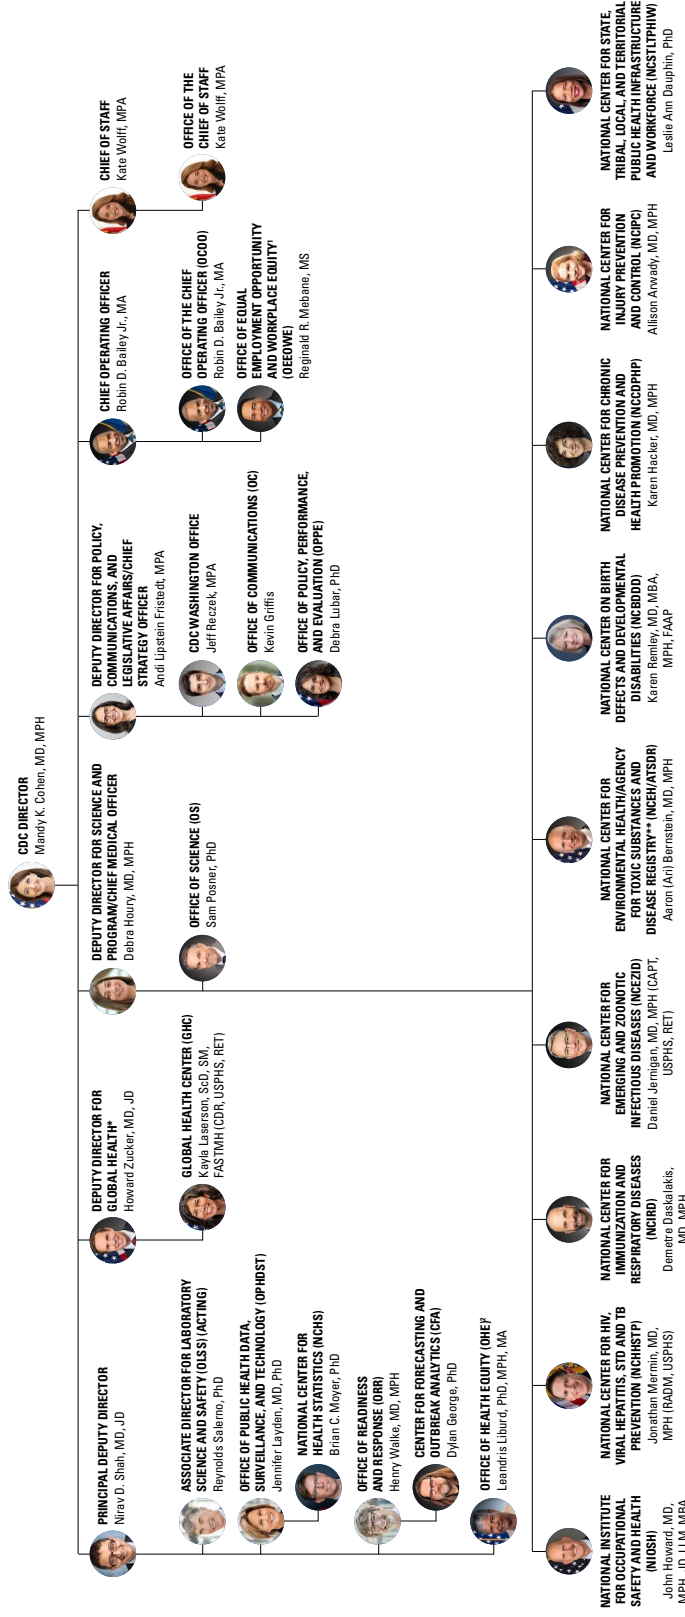 CDC DIRECTOR
Mandy K. Cohen, MD, MPH
PRINCIPAL DEPUTY DIRECTOR
Nirav D. Shah, MD, JD
ASSOCIATE DIRECTOR FOR LABORATORY
SCIENCE AND SAFETY (OLSS) (ACTING)
Reynolds Salerno, PhD
OFFICE OF PUBLIC HEALTH DATA,
SURVEILLANCE, AND TECHNOLOGY (OPHDST)
Jennifer Layden, MD, PhD
NATIONAL CENTER FOR
HEALTH STATISTICS (NCHS)
Brian C. Moyer, PhD
OFFICE OF READINESS
AND RESPONSE (ORR)
Henry Walke, MD, MPH
CENTER FOR FORECASTING AND
OUTBREAK ANALYTICS (CFA)
Dylan George, PhD
OFFICE OF HEALTH EQUITY (OHE)²
Leandris Liburd, PhD, MPH, MA
DEPUTY DIRECTOR FOR
GLOBAL HEALTH*
Howard Zucker, MD, JD
GLOBAL HEALTH CENTER (GHC)
Kayla Laserson, ScD, SM,
FASTMH (CDR, USPHS, RET)
DEPUTY DIRECTOR FOR SCIENCE AND
PROGRAM/CHIEF MEDICAL OFFICER
Debra Houry, MD, MPH
OFFICE OF SCIENCE (OS)
Sam Posner, PhD
DEPUTY DIRECTOR FOR POLICY,
COMMUNICATIONS, AND
LEGISLATIVE AFFAIRS/CHIEF
STRATEGY OFFICER
Andi Lipstein Fristedt, MPA
CDC WASHINGTON OFFICE
Jeff Reczek, MPA
OFFICE OF COMMUNICATIONS (OC)
Kevin Griffis
OFFICE OF POLICY, PERFORMANCE,
AND EVALUATION (OPPE)
Debra Lubar, PhD
CHIEF OPERATING OFFICER
Robin D. Bailey Jr., MA
OFFICE OF THE CHIEF
OPERATING OFFICER (OCOO)
Robin D. Bailey Jr., MA
OFFICE OF EQUAL
EMPLOYMENT OPPORTUNITY
AND WORKPLACE EQUITY¹
(OEEOWE)
Reginald R. Mebane, MS
CHIEF OF STAFF
Kate Wolff, MPA
OFFICE OF THE
CHIEF OF STAFF
Kate Wolff, MPA
NATIONAL INSTITUTE
FOR OCCUPATIONAL
SAFETY AND HEALTH
(NIOSH)
John Howard, MD,
MPH, JD, LLM, MBA
NATIONAL CENTER FOR HIV,
VIRAL HEPATITIS, STD AND TB
PREVENTION (NCHHSTP)
Jonathan Mermin, MD,
MPH (RADM, USPHS)
NATIONAL CENTER FOR
IMMUNIZATION AND
RESPIRATORY DISEASES
(NCIRD)
Demetre Daskalakis,
MD, MPH
NATIONAL CENTER FOR
EMERGING AND ZOONOTIC
INFECTIOUS DISEASES (NCEZID)
Daniel Jernigan, MD, MPH (CAPT,
USPHS, RET)
NATIONAL CENTER FOR
ENVIRONMENTAL HEALTH/AGENCY
FOR TOXIC SUBSTANCES AND
DISEASE REGISTRY** (NCEH/ATSDR)
Aaron (Ari) Bernstein, MD, MPH
NATIONAL CENTER ON BIRTH
DEFECTS AND DEVELOPMENTAL
DISABILITIES (NCBDDD)
Karen Remley, MD, MBA,
MPH, FAAP
NATIONAL CENTER FOR CHRONIC
DISEASE PREVENTION AND
HEALTH PROMOTION (NCCDPHP)
Karen Hacker, MD, MPH
NATIONAL CENTER FOR
INJURY PREVENTION
AND CONTROL (NCIPC)
Allison Arwady, MD, MPH
NATIONAL CENTER FOR STATE,
TRIBAL, LOCAL, AND TERRITORIAL
PUBLIC HEALTH INFRASTRUCTURE
AND WORKFORCE (NCSTLTPHIW)
Leslie Ann Dauphin, PhD